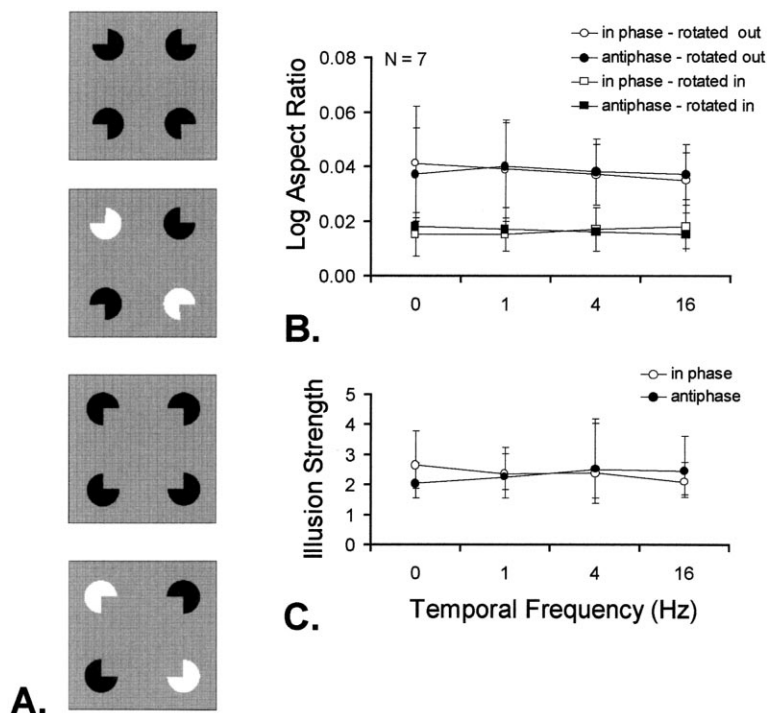 in phase - rotated out
antiphase - rotated out
in phase - rotated in
antiphase - rotated in
N = 7
Log Aspect Ratio
0.08
0.06
0.04
0.02
0.00
0 1 4 16
B.
in phase
antiphase
Illusion Strength
5
4
3
2
1
0
0 1 4 16
C.
Temporal Frequency (Hz)
A.